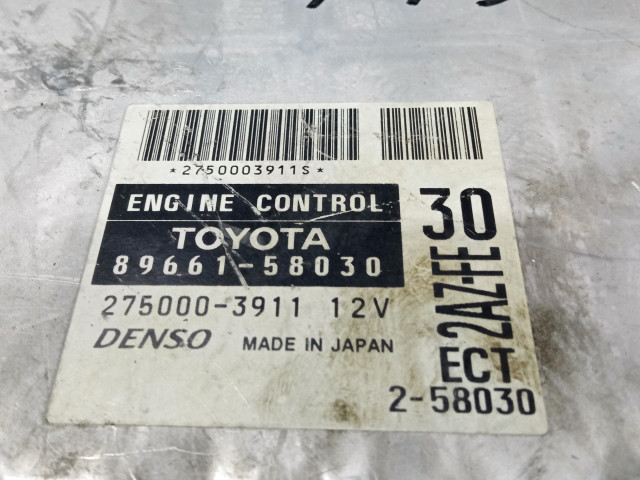 *2750003911S*
ENGINE CONTROL
TOYOTA
89661-58030
275000-3911 12V
DENSO MADE IN JAPAN
30
2AZ-FE
ECT
2-58030